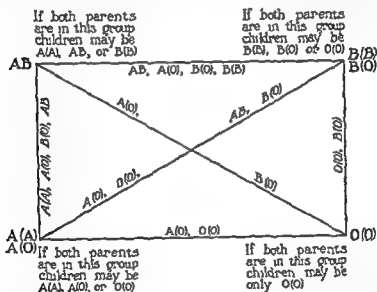 If both parents
are in this group
children may be
A(A), AB, or B(B)
If both parents
are in this group
children may be
B(B), B(O) or O(O)
AB
AB, A(O), B(O), B(B)
B(B)
B(O)
A(O),
B(O)
A(O), O(O),
AB, B(O)
A(A), A(O), B(O), AB
O(O), B(O)
A(A)
A(O)
A(O), O(O)
O(O)
If both parents
are in this group
children may be
A(A), A(O), or O(O)
If both parents
are in this group
children may be
only O(O)